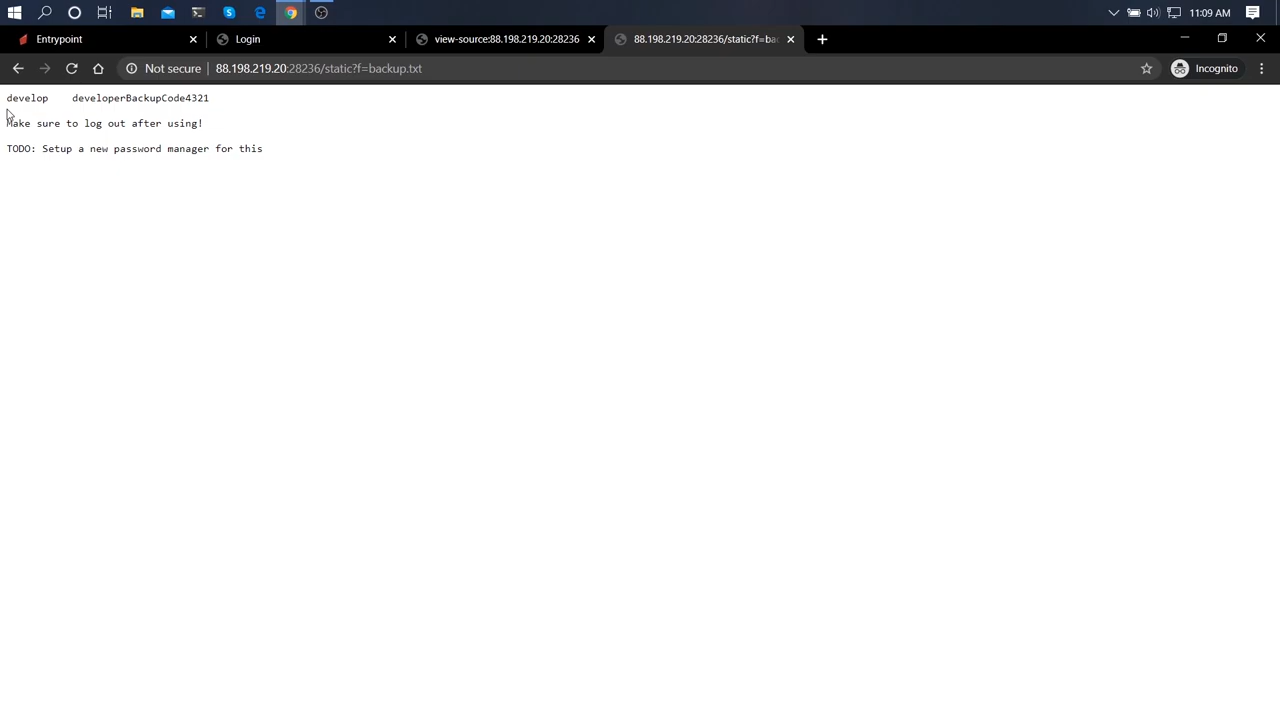 11:09 AM
Entrypoint
Login
view-source:88.198.219.20:28236
88.198.219.20:28236/static?f=ba
Not secure
88.198.219.20:28236/static?f=backup.txt
Incognito
develop    developerBackupCode4321
Make sure to log out after using!
TODO: Setup a new password manager for this